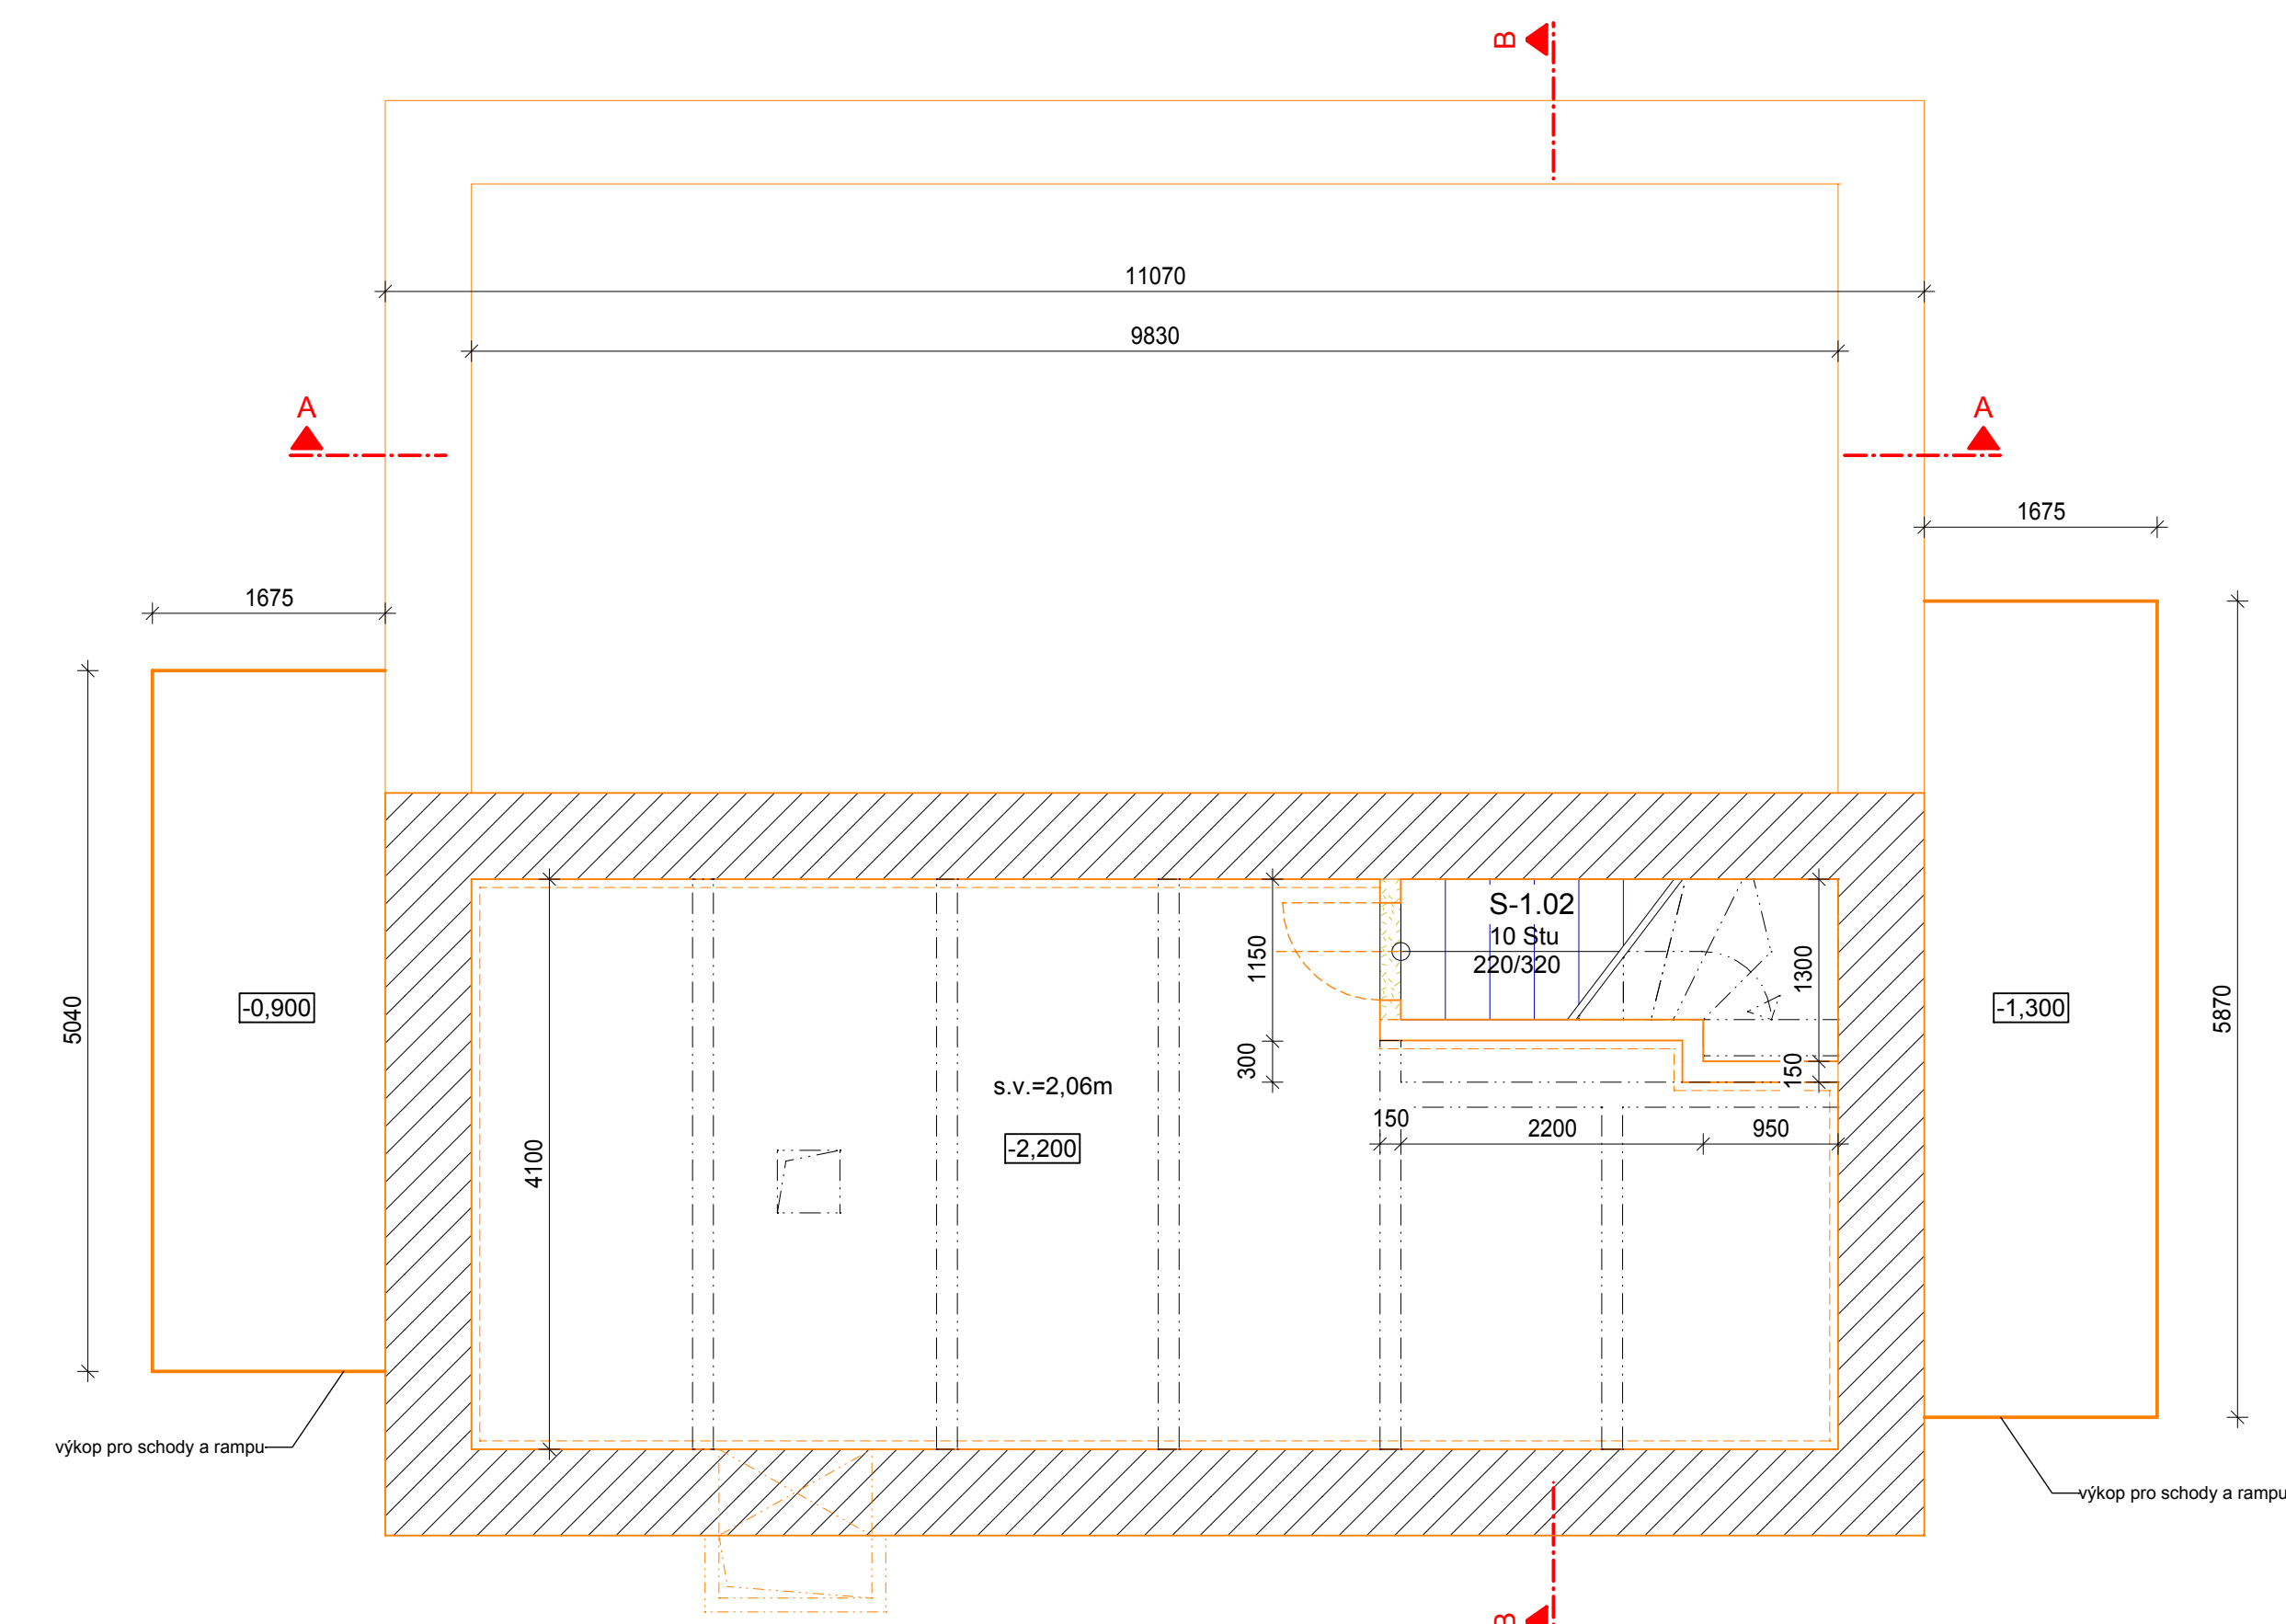 B
11070
9830
A
A
1675
1675
S-1.02
10 Stu
220/320
1150
1300
5040
-0,900
-1,300
5870
300
150
s.v.=2,06m
150
2200
950
-2,200
4100
výkop pro schody a rampu
výkop pro schody a rampu
B